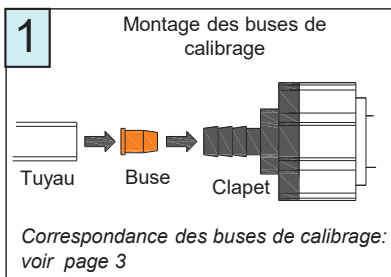 1
Montage des buses de
calibrage
Tuyau
Buse
Clapet
Correspondance des buses de calibrage:
voir page 3